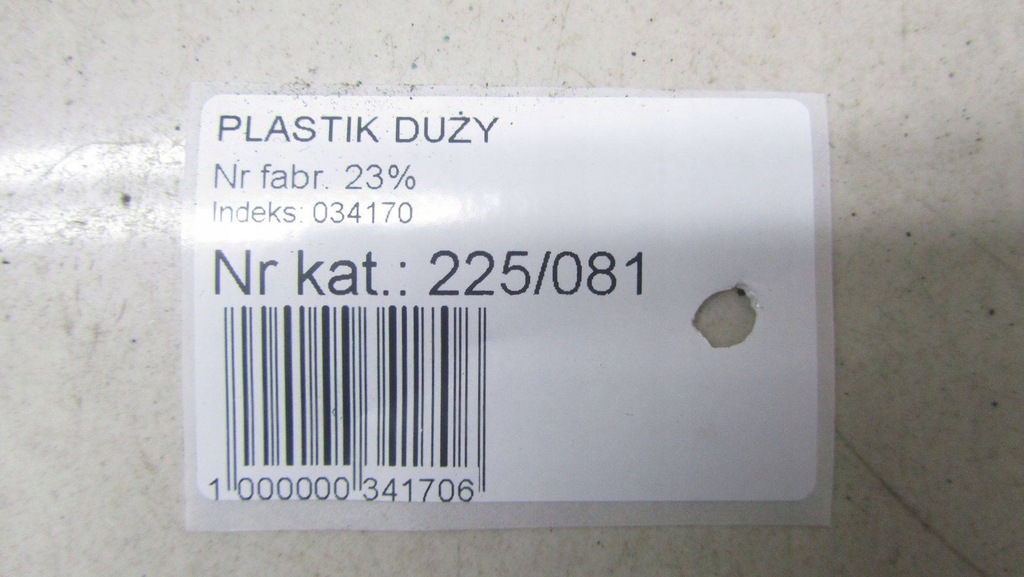 PLASTIK DUŻY
Nr fabr. 23%
Indeks: 034170
Nr kat.: 225/081
1 000000 341706